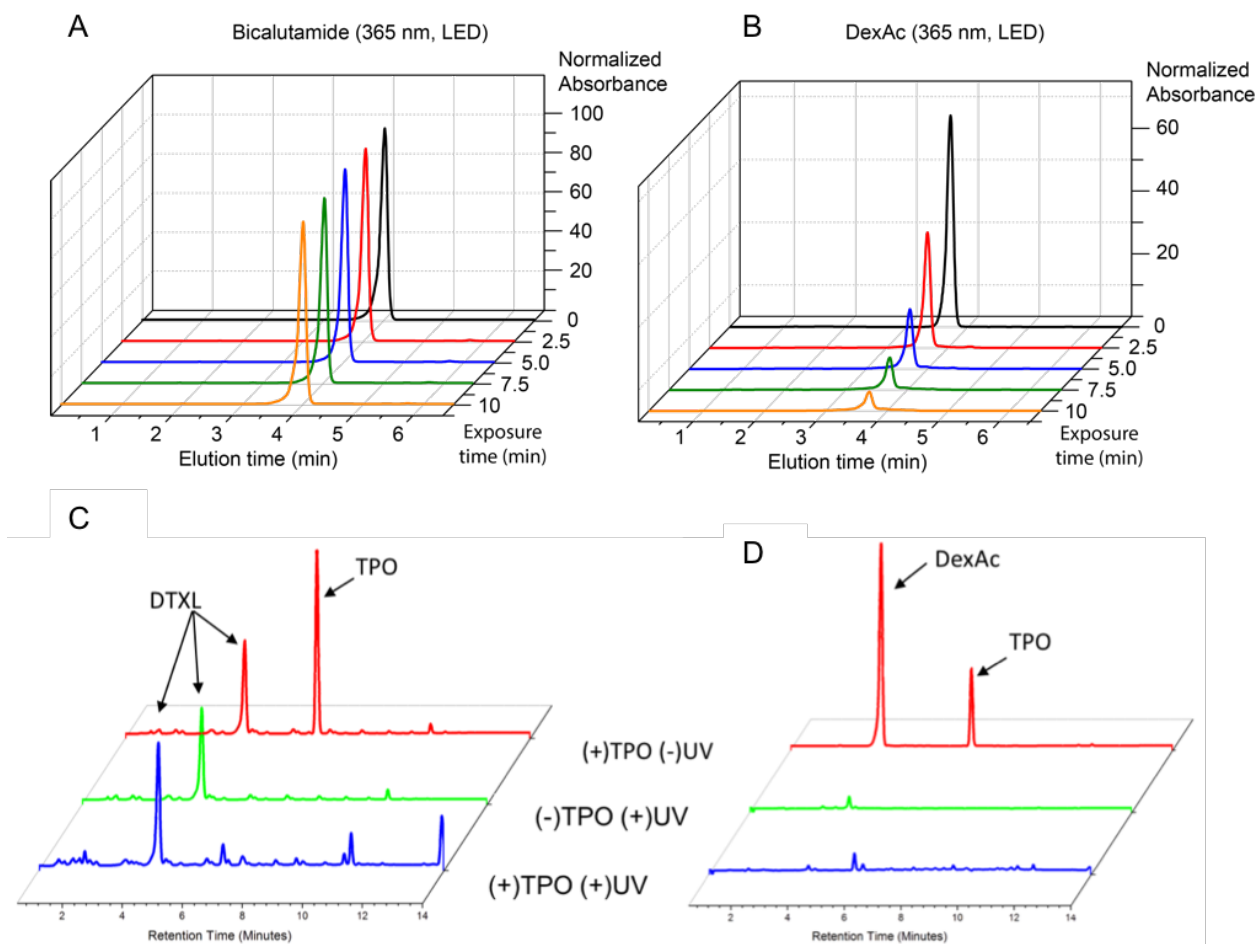 A
Bicalutamide (365 nm, LED)
Normalized
Absorbance
100
80
60
40
20
0
2.5
5.0
7.5
10
1 2 3 4 5 6
Elution time (min)
Exposure
time (min)
B
DexAc (365 nm, LED)
Normalized
Absorbance
60
40
20
0
2.5
5.0
7.5
10
1 2 3 4 5 6
Elution time (min)
Exposure
time (min)
C
DTXL
TPO
(+)TPO (-)UV
(-)TPO (+)UV
(+)TPO (+)UV
2 4 6 8 10 12 14
Retention Time (Minutes)
D
DexAc
TPO
2 4 6 8 10 12 14
Retention Time (Minutes)